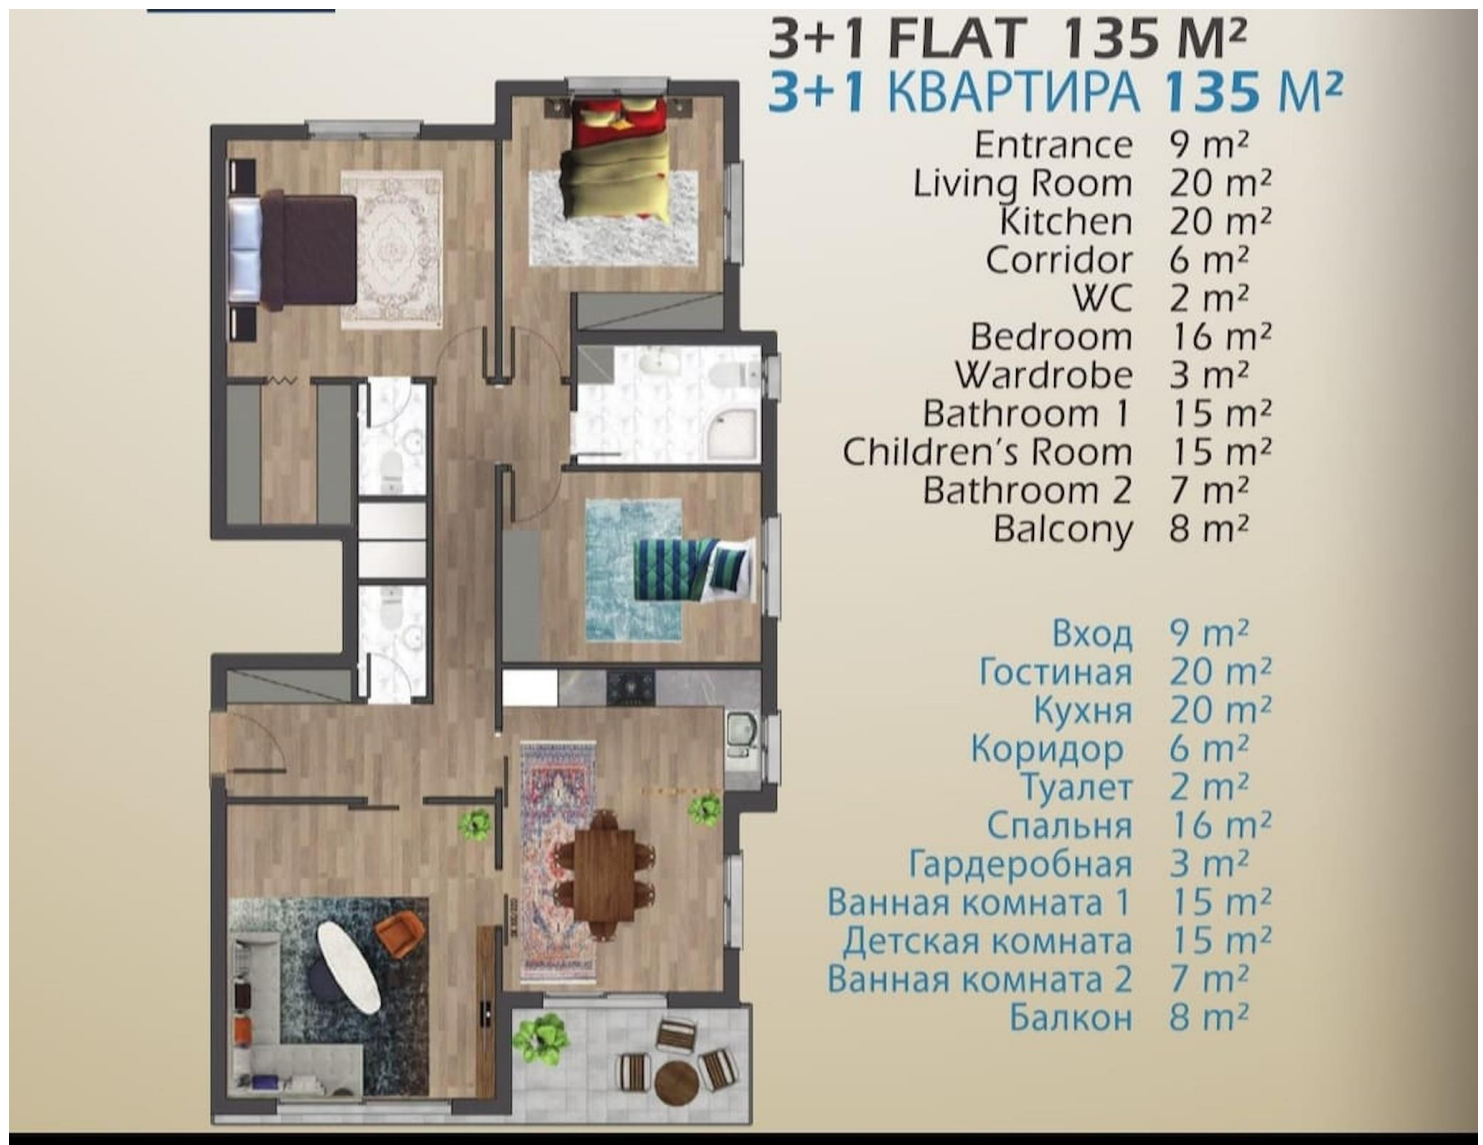 3+1 FLAT 135 M²
3+1 КВАРТИРА 135 М²
Entrance 9 m²
Living Room 20 m²
Kitchen 20 m²
Corridor 6 m²
WC 2 m²
Bedroom 16 m²
Wardrobe 3 m²
Bathroom 1 15 m²
Children's Room 15 m²
Bathroom 2 7 m²
Balcony 8 m²
Вход 9 m²
Гостиная 20 m²
Кухня 20 m²
Коридор 6 m²
Туалет 2 m²
Спальня 16 m²
Гардеробная 3 m²
Ванная комната 1 15 m²
Детская комната 15 m²
Ванная комната 2 7 m²
Балкон 8 m²